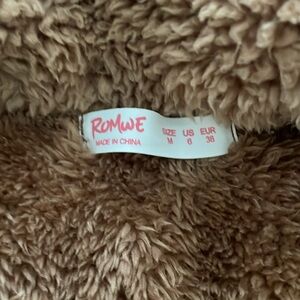 ROMWE
MADE IN CHINA
SIZE US EUR
M 6 38